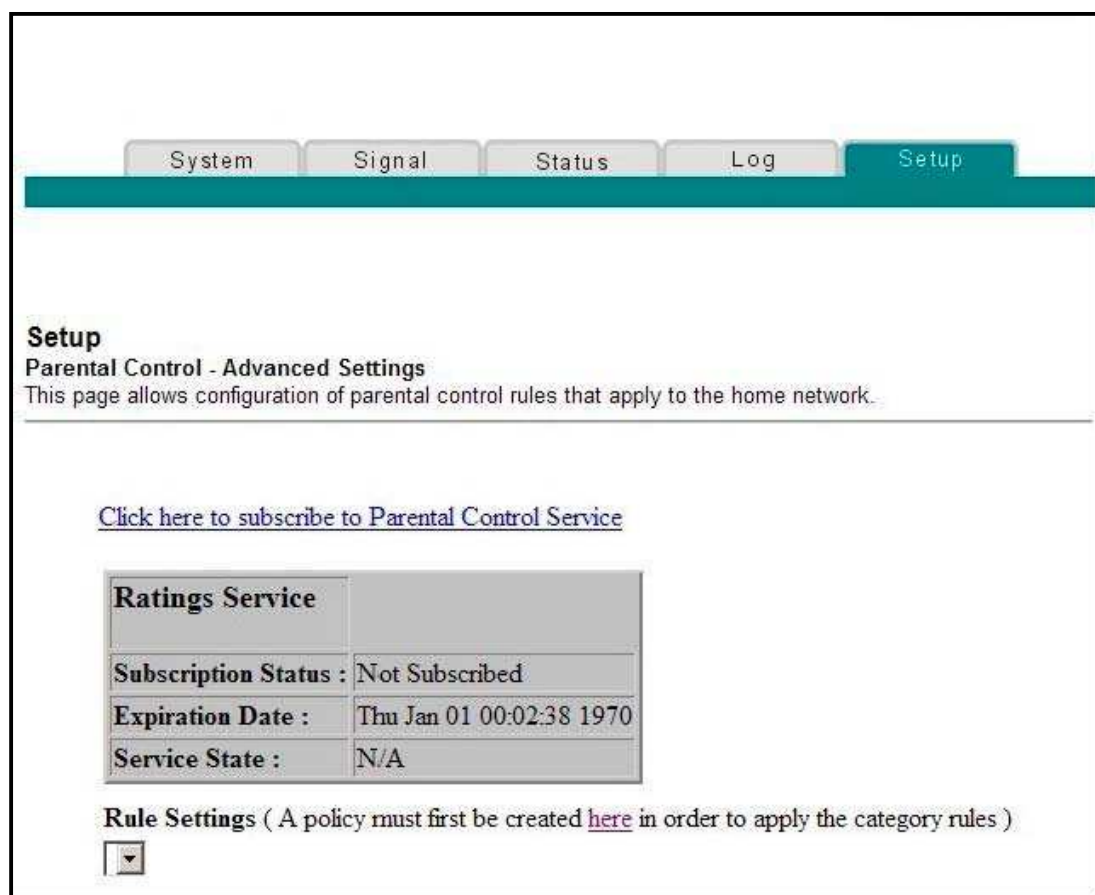 System Signal Status Log Setup
Setup
Parental Control - Advanced Settings
This page allows configuration of parental control rules that apply to the home network.
Click here to subscribe to Parental Control Service
Ratings Service
Subscription Status : Not Subscribed
Expiration Date : Thu Jan 01 00:02:38 1970
Service State : N/A
Rule Settings ( A policy must first be created here in order to apply the category rules )